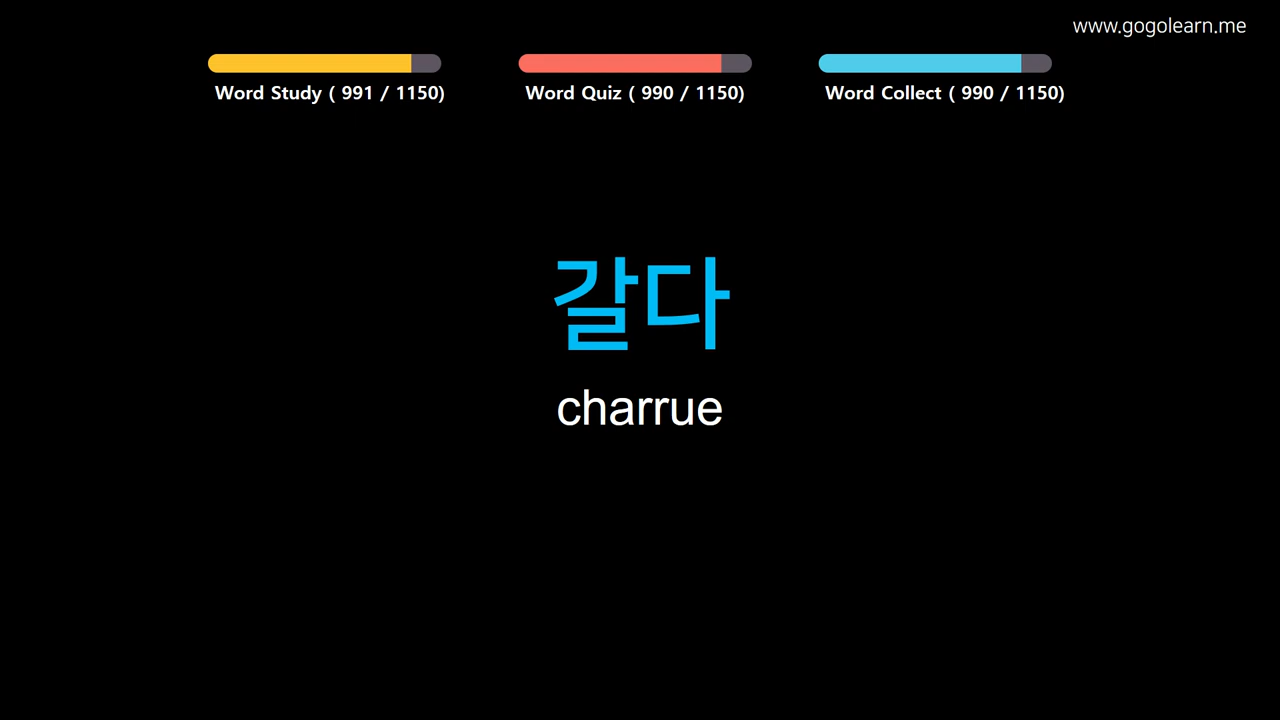 www.gogolearn.me
Word Study ( 991 / 1150)
Word Quiz ( 990 / 1150)
Word Collect ( 990 / 1150)
갈다
charrue